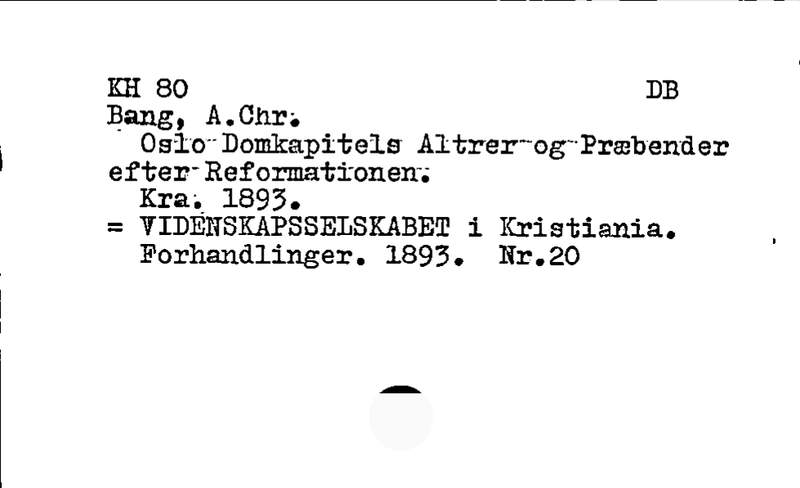 KH 80 DB
Bang, A.Chr.
Oslo Domkapitels Altrer og Præbender
efter Reformationen.
Kra. 1893.
= VIDENSKAPSSELSKABET i Kristiania.
Forhandlinger. 1893. Nr.20